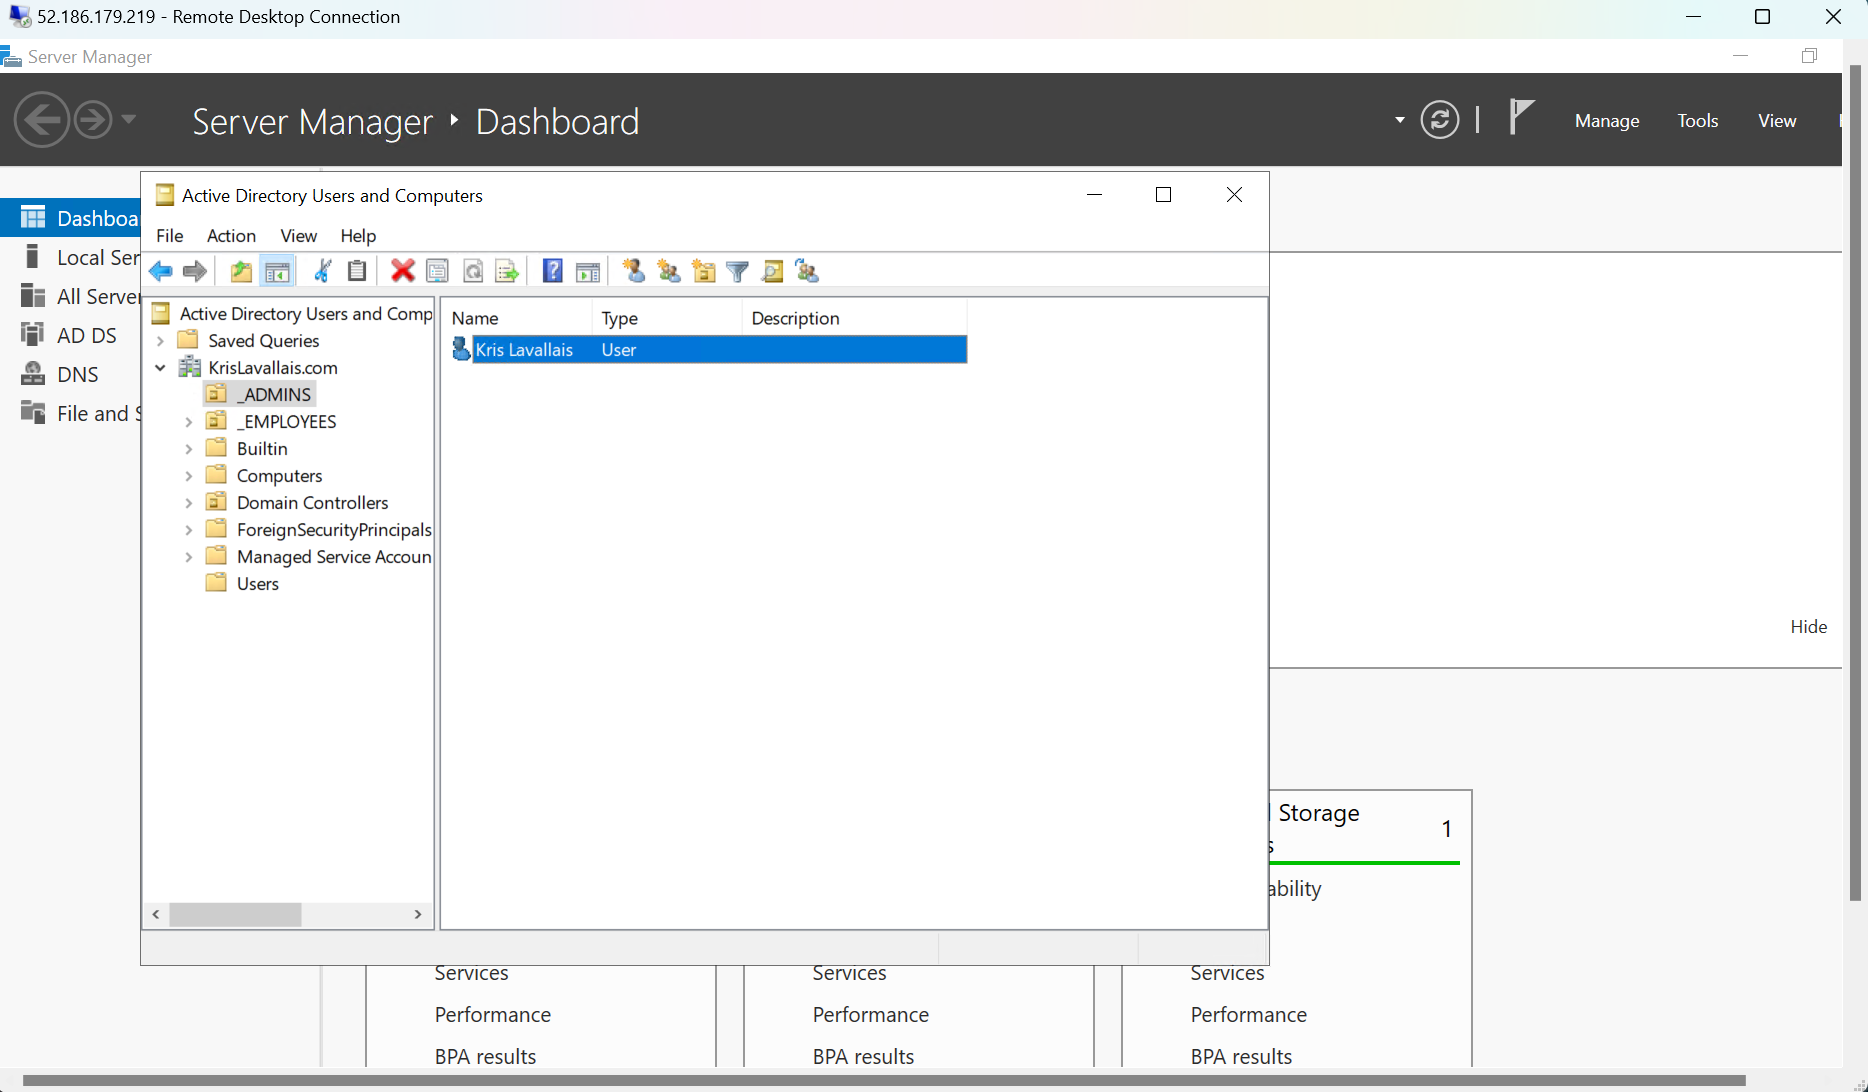 52.186.179.219 - Remote Desktop Connection
Server Manager
Server Manager Dashboard
Manage Tools View
Active Directory Users and Computers
File Action View Help
Dashboa
Local Ser
All Server
AD DS
DNS
File and S
Active Directory Users and Comp
Saved Queries
KrisLavallais.com
_ADMINS
_EMPLOYEES
Builtin
Computers
Domain Controllers
ForeignSecurityPrincipals
Managed Service Accoun
Users
Name Type Description
Kris Lavallais User
Hide
Storage
1
s
ability
Services
Performance
BPA results
Services
Performance
BPA results
Services
Performance
BPA results